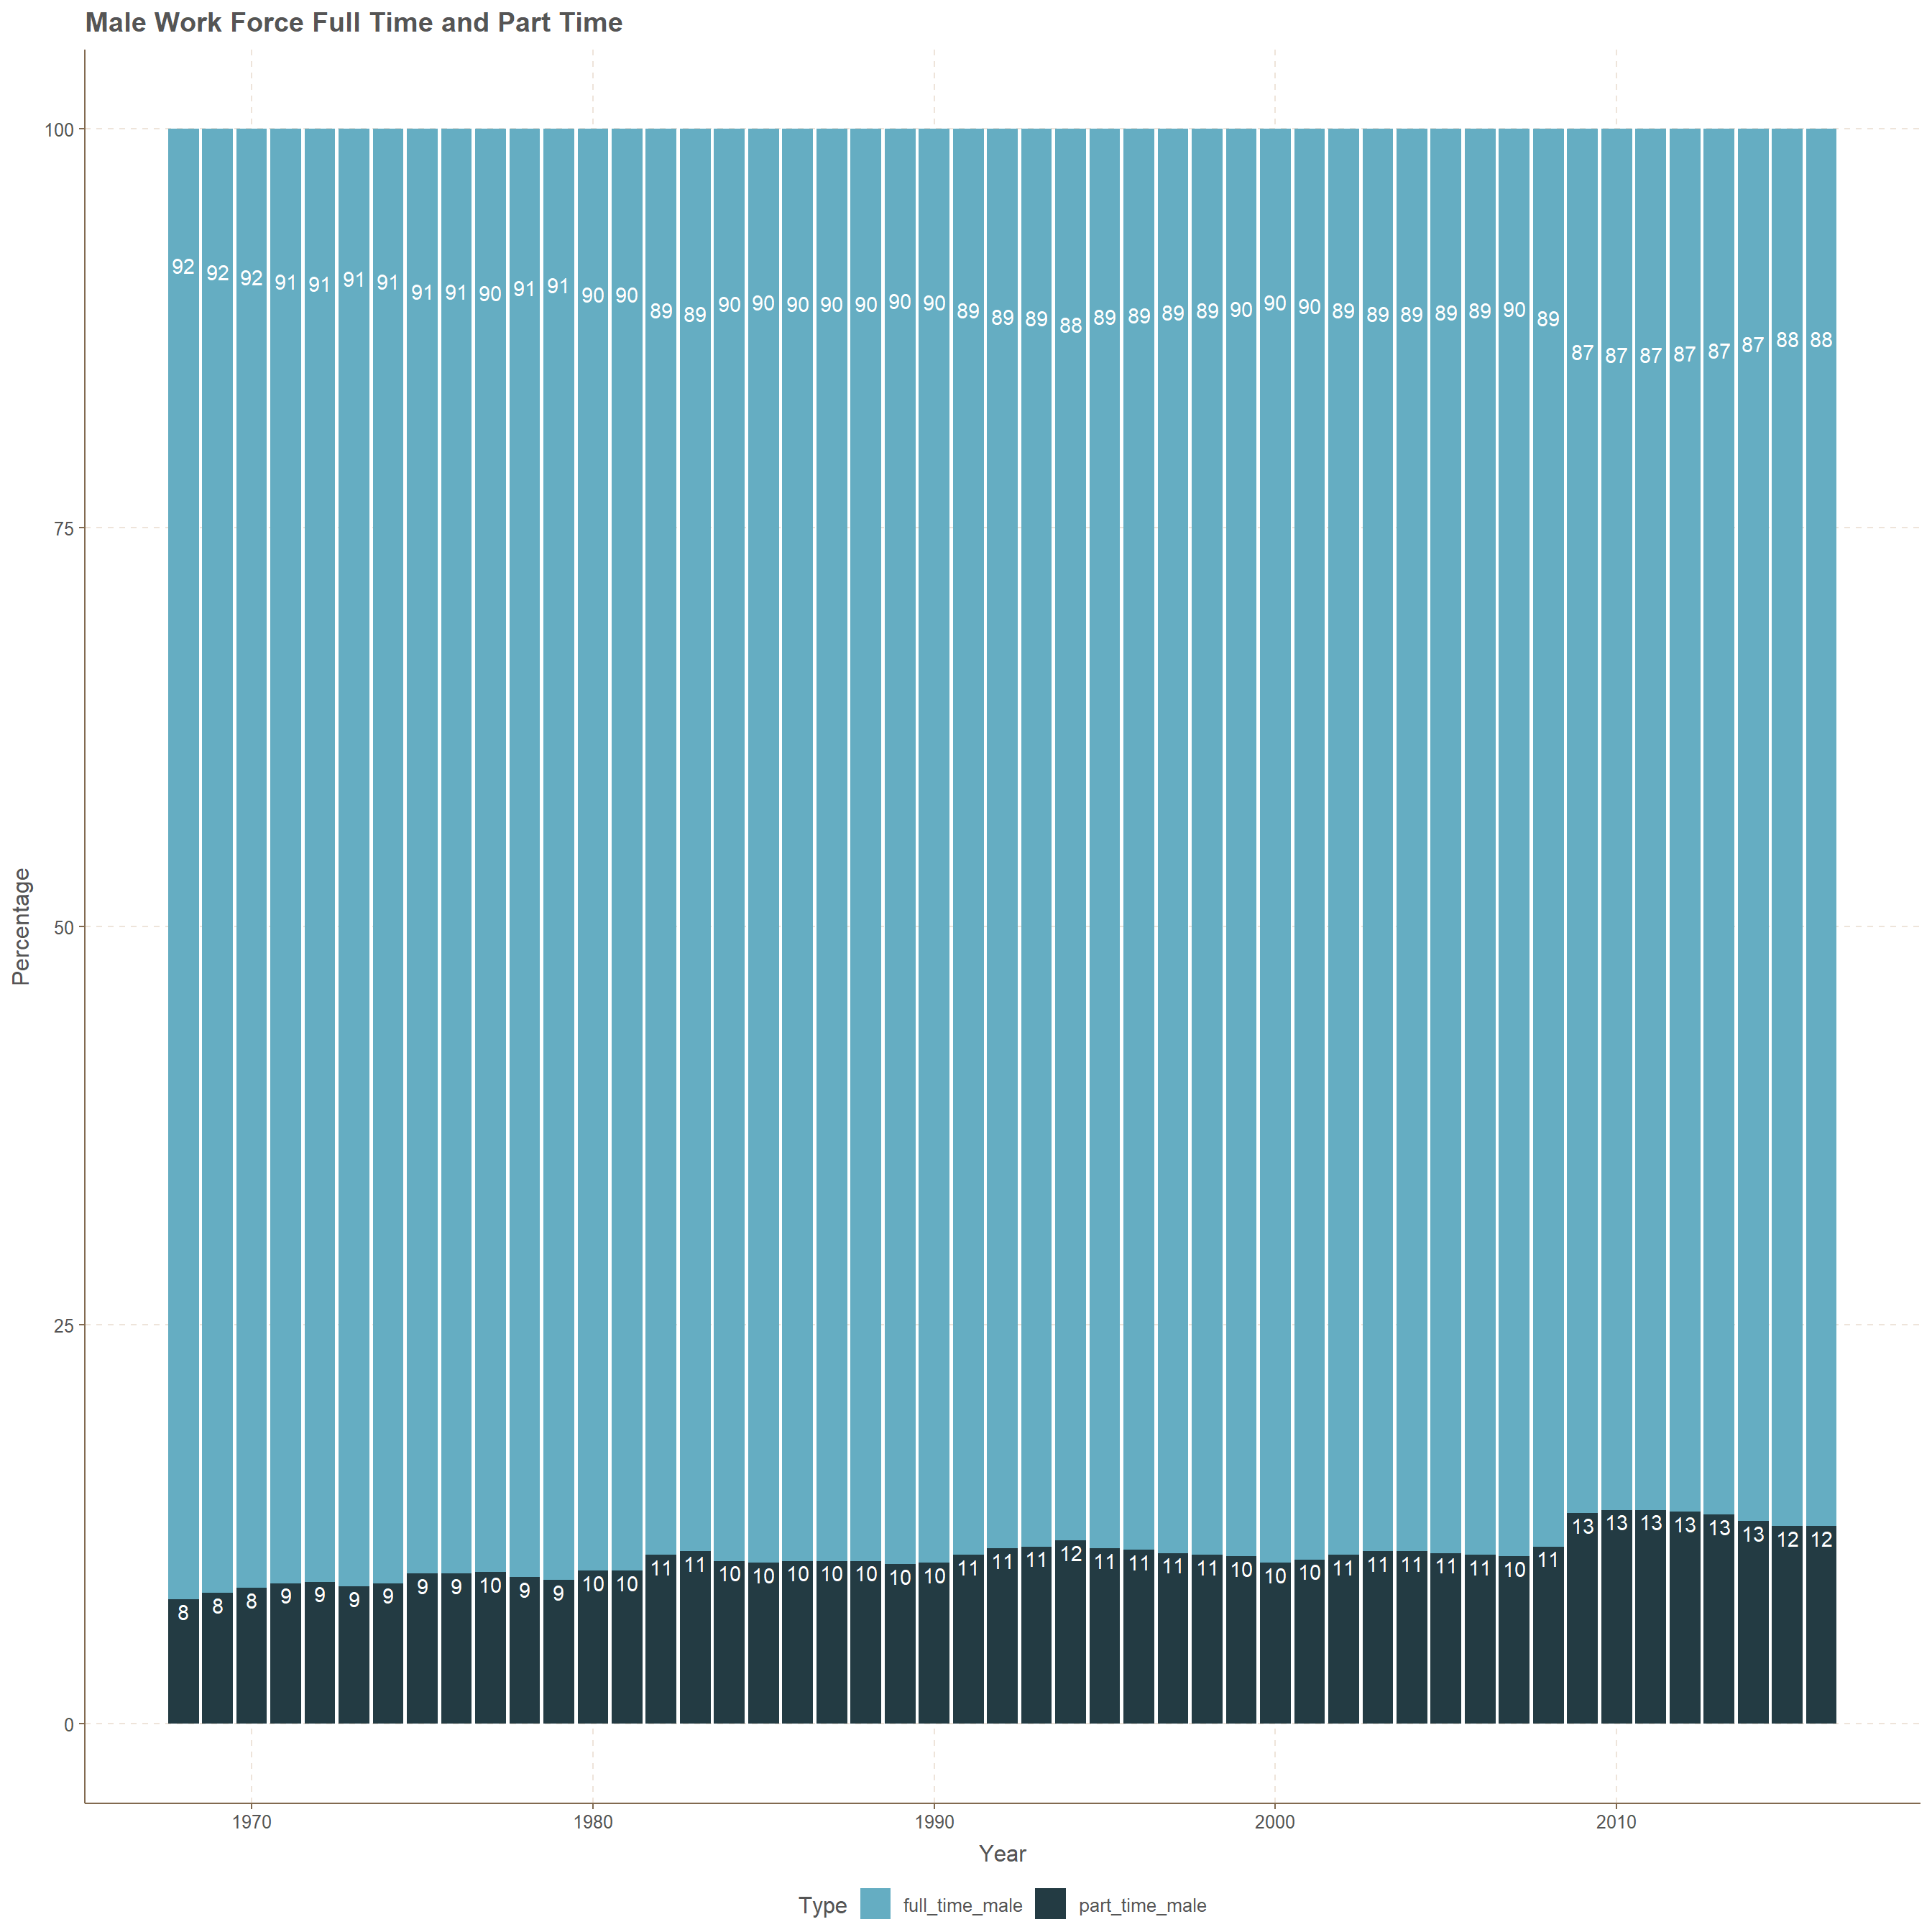 Male Work Force Full Time and Part Time
100
75
50
25
0
Percentage
92 92 92 91 91 91 91 91 91 90 91 91 90 90 89 89 90 90 90 90 90 90 90 89 89 89 88 89 89 89 89 90 90 90 89 89 89 89 89 90 89 87 87 87 87 87 87 88 88
8 8 8 9 9 9 9 9 9 10 9 9 10 10 11 11 10 10 10 10 10 10 10 11 11 11 12 11 11 11 11 10 10 10 11 11 11 11 11 10 11 13 13 13 13 13 13 12 12
1970 1980 1990 2000 2010
Year
Type full_time_male part_time_male